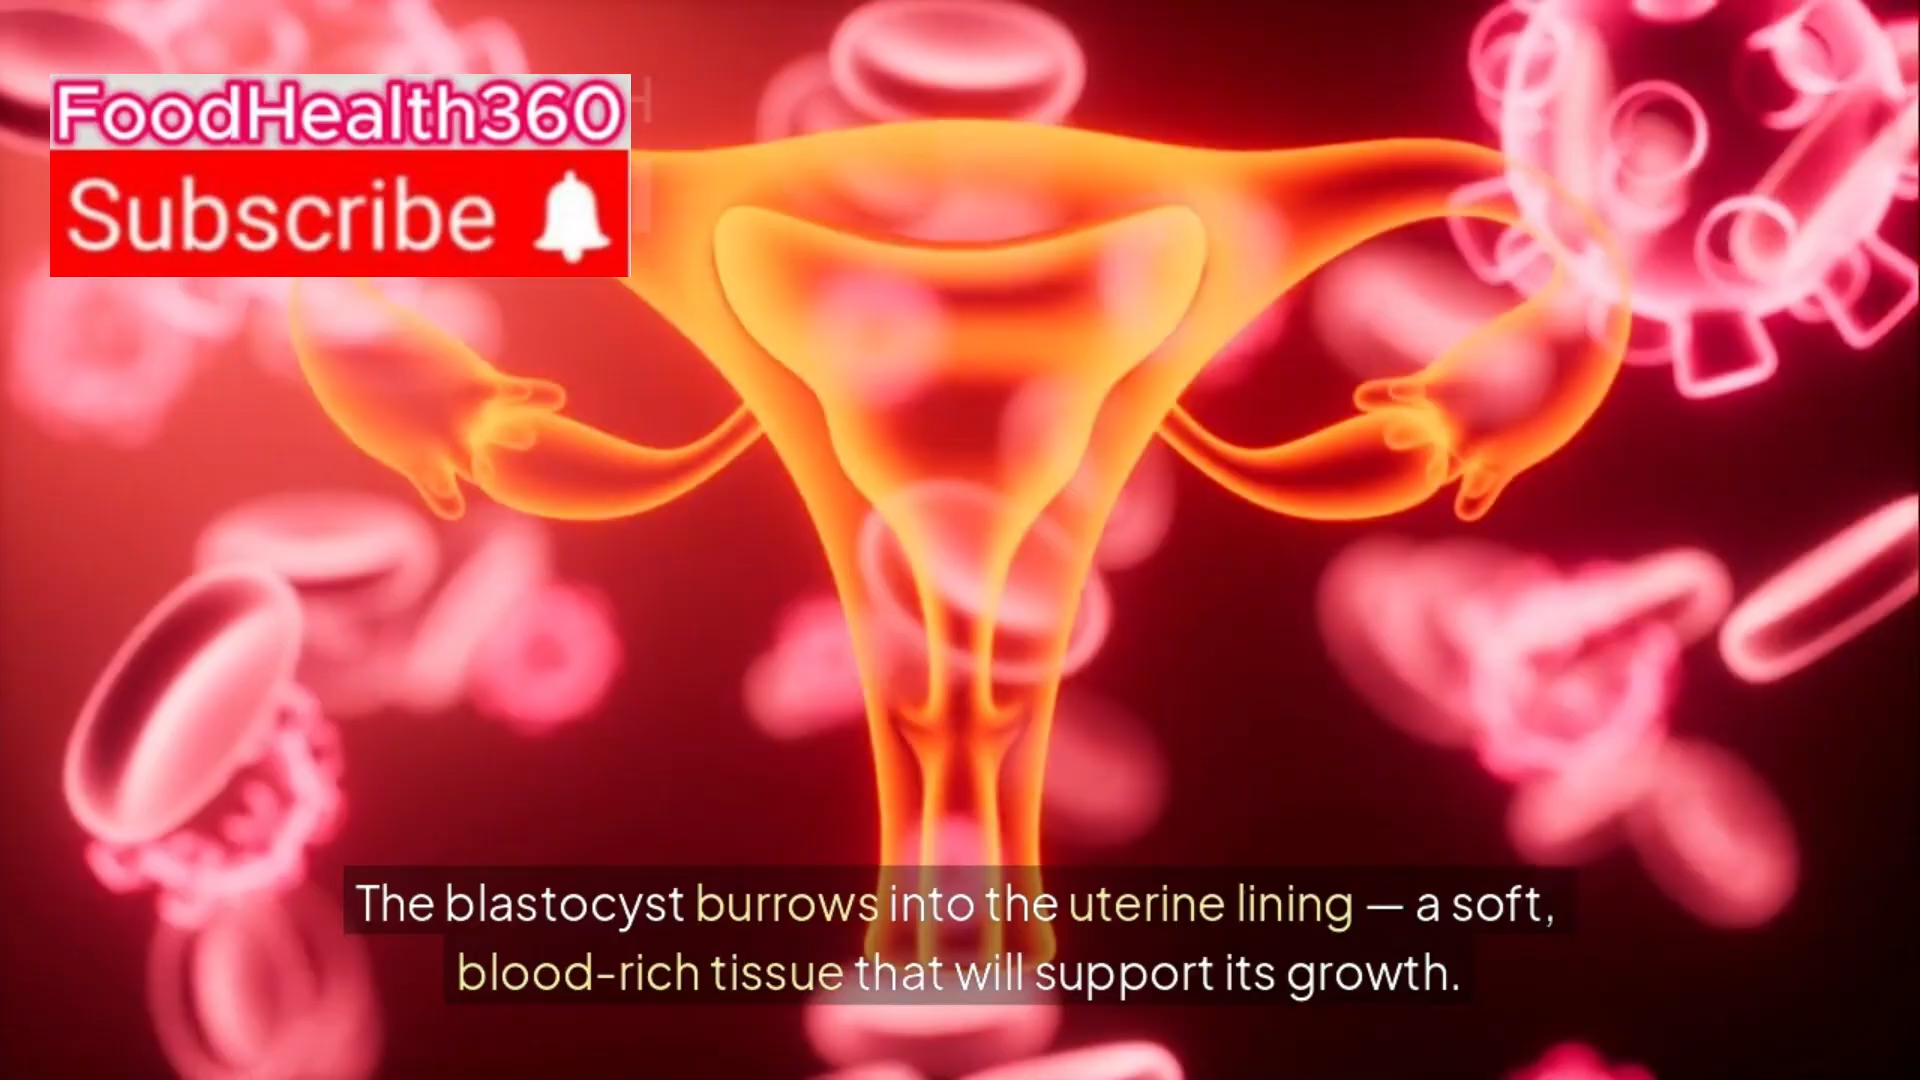 FoodHealth360
Subscribe
The blastocyst burrows into the uterine lining — a soft,
blood-rich tissue that will support its growth.